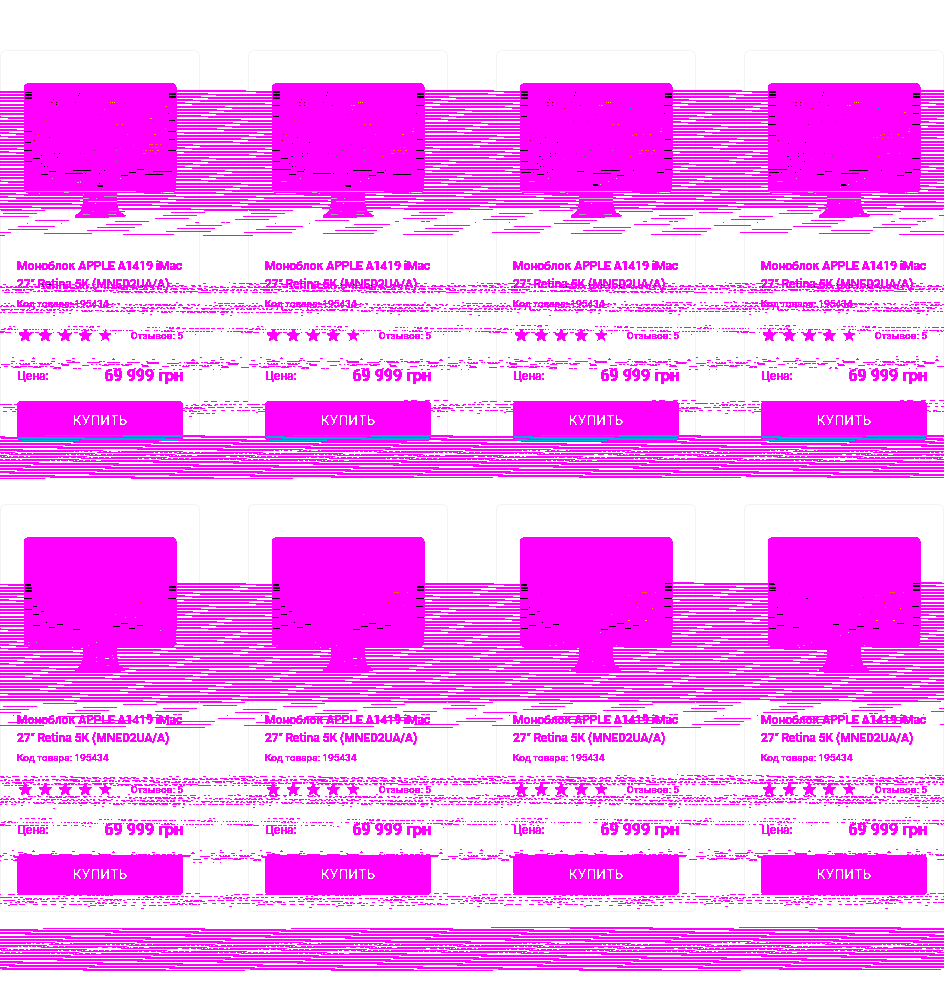 Моноблок APPLE A1419 iMac
27" Retina 5K (MNED2UA/A)
Код товара: 195434
Отзывов: 5
Цена: 69 999 грн
КУПИТЬ
Моноблок APPLE A1419 iMac
27" Retina 5K (MNED2UA/A)
Код товара: 195434
Отзывов: 5
Цена: 69 999 грн
КУПИТЬ
Моноблок APPLE A1419 iMac
27" Retina 5K (MNED2UA/A)
Код товара: 195434
Отзывов: 5
Цена: 69 999 грн
КУПИТЬ
Моноблок APPLE A1419 iMac
27" Retina 5K (MNED2UA/A)
Код товара: 195434
Отзывов: 5
Цена: 69 999 грн
КУПИТЬ
Моноблок APPLE A1419 iMac
27" Retina 5K (MNED2UA/A)
Код товара: 195434
Отзывов: 5
Цена: 69 999 грн
КУПИТЬ
Моноблок APPLE A1419 iMac
27" Retina 5K (MNED2UA/A)
Код товара: 195434
Отзывов: 5
Цена: 69 999 грн
КУПИТЬ
Моноблок APPLE A1419 iMac
27" Retina 5K (MNED2UA/A)
Код товара: 195434
Отзывов: 5
Цена: 69 999 грн
КУПИТЬ
Моноблок APPLE A1419 iMac
27" Retina 5K (MNED2UA/A)
Код товара: 195434
Отзывов: 5
Цена: 69 999 грн
КУПИТЬ